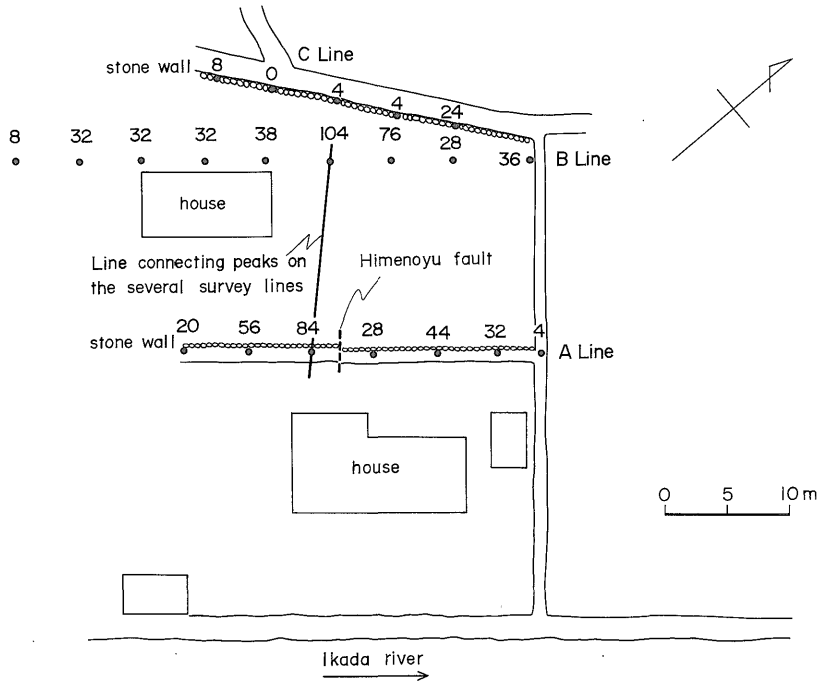 C Line
stone wall
8 0 4 4 24
8 32 32 32 38 104 76 28 36 B Line
house
Line connecting peaks on
the several survey lines
Himenoyu fault
stone wall
20 56 84 28 44 32 4 A Line
house
0 5 10 m
Ikada river